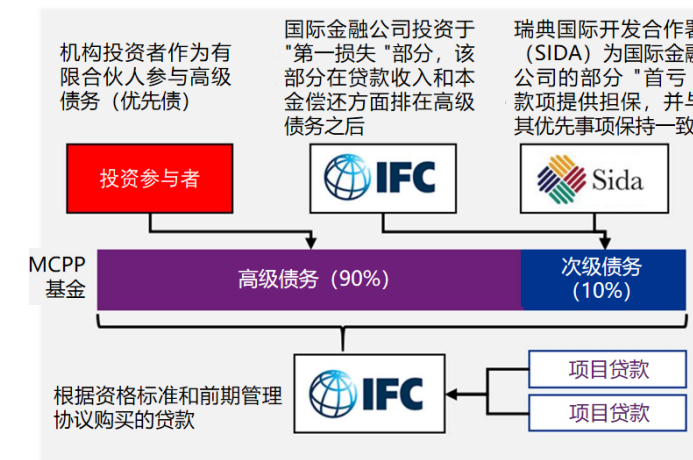 机构投资者作为有
限合伙人参与高级
债务（优先债）
国际金融公司投资于
"第一损失 "部分，该
部分在贷款收入和本
金偿还方面排在高级
债务之后
瑞典国际开发合作署
（SIDA）为国际金融
公司的部分 "首亏
款项提供担保，并与
其优先事项保持一致
投资参与者
IFC
Sida
MCPP
基金
高级债务（90%）
次级债务
（10%）
根据资格标准和前期管理
协议购买的贷款
IFC
项目贷款
项目贷款